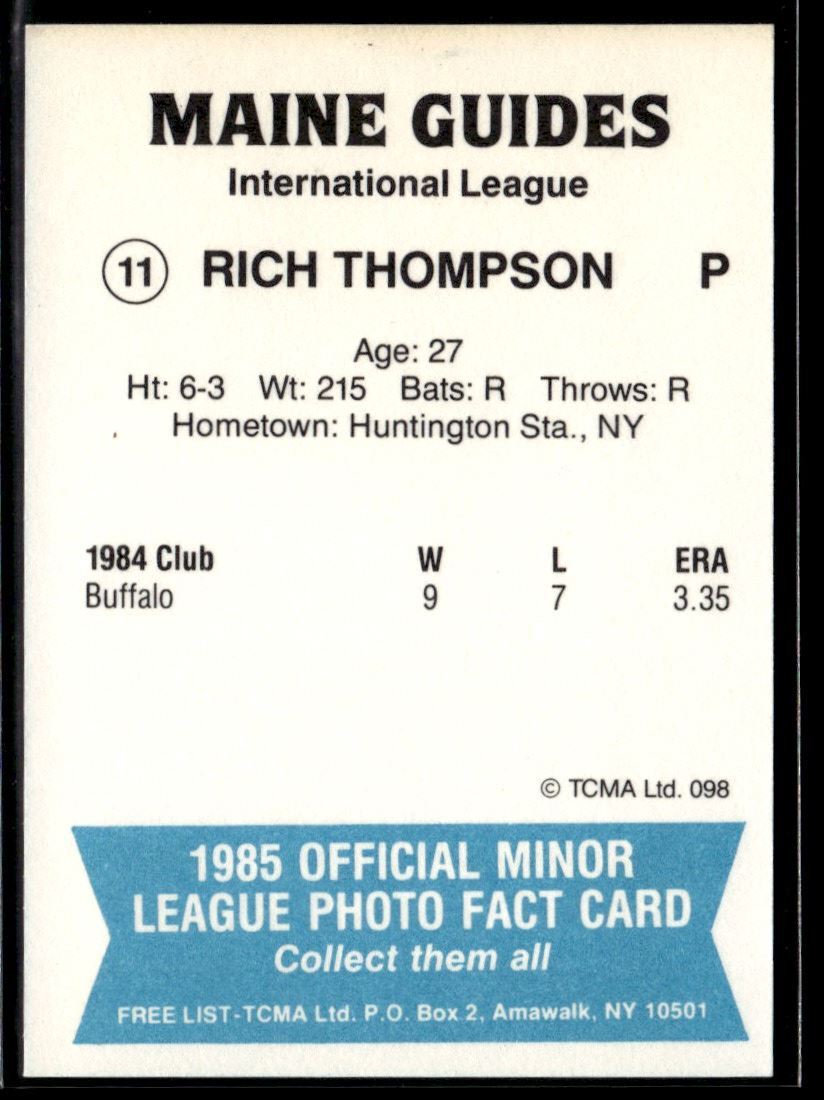 MAINE GUIDES
International League
11 RICH THOMPSON P
Age: 27
Ht: 6-3 Wt: 215 Bats: R Throws: R
Hometown: Huntington Sta., NY
1984 Club W L ERA
Buffalo 9 7 3.35
© TCMA Ltd. 098
1985 OFFICIAL MINOR
LEAGUE PHOTO FACT CARD
Collect them all
FREE LIST-TCMA Ltd. P.O. Box 2, Amawalk, NY 10501